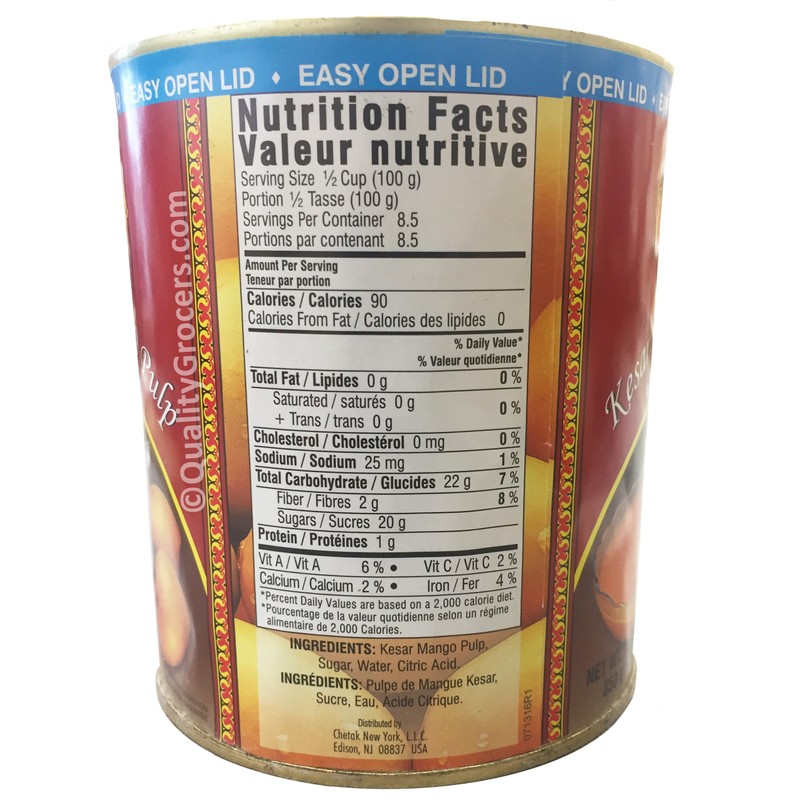 EASY OPEN LID ♦ EASY OPEN LID
Y OPEN LID
Nutrition Facts
Valeur nutritive
Serving Size ½ Cup (100 g)
Portion ½ Tasse (100 g)
Servings Per Container 8.5
Portions par contenant 8.5
Amount Per Serving
Teneur par portion
Calories / Calories 90
Calories From Fat / Calories des lipides 0
% Daily Value*
% Valeur quotidienne*
Total Fat / Lipides 0 g 0 %
Saturated / saturés 0 g
+ Trans / trans 0 g 0 %
Cholesterol / Cholestérol 0 mg 0 %
Sodium / Sodium 25 mg 1 %
Total Carbohydrate / Glucides 22 g 7 %
Fiber / Fibres 2 g 8 %
Sugars / Sucres 20 g
Protein / Protéines 1 g
Vit A / Vit A 6 % • Vit C / Vit C 2 %
Calcium / Calcium 2 % • Iron / Fer 4 %
*Percent Daily Values are based on a 2,000 calorie diet.
*Pourcentage de la valeur quotidienne selon un régime
alimentaire de 2,000 Calories.
INGREDIENTS: Kesar Mango Pulp,
Sugar, Water, Citric Acid.
INGRÉDIENTS: Pulpe de Mangue Kesar,
Sucre, Eau, Acide Citrique.
Distributed by
Chetak New York, L.L.C.
Edison, NJ 08837 USA
071316R1
Pulp
Kesar
NET W
©QualityGrocers.com